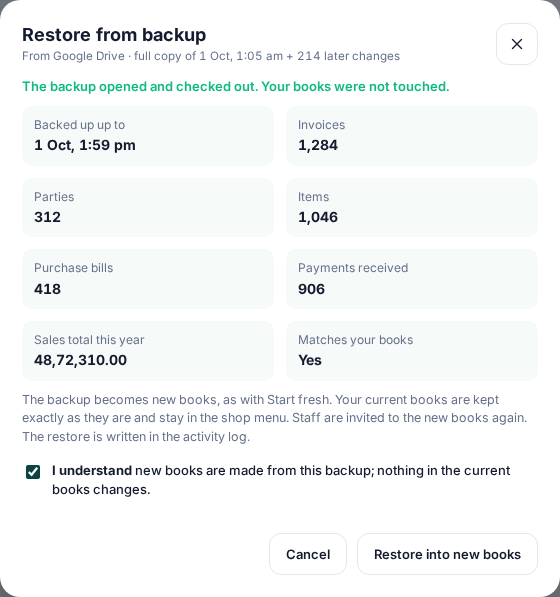 Restore from backup
From Google Drive · full copy of 1 Oct, 1:05 am + 214 later changes
The backup opened and checked out. Your books were not touched.
Backed up up to
1 Oct, 1:59 pm
Invoices
1,284
Parties
312
Items
1,046
Purchase bills
418
Payments received
906
Sales total this year
48,72,310.00
Matches your books
Yes
The backup becomes new books, as with Start fresh. Your current books are kept
exactly as they are and stay in the shop menu. Staff are invited to the new books again.
The restore is written in the activity log.
I understand new books are made from this backup; nothing in the current
books changes.
Cancel
Restore into new books